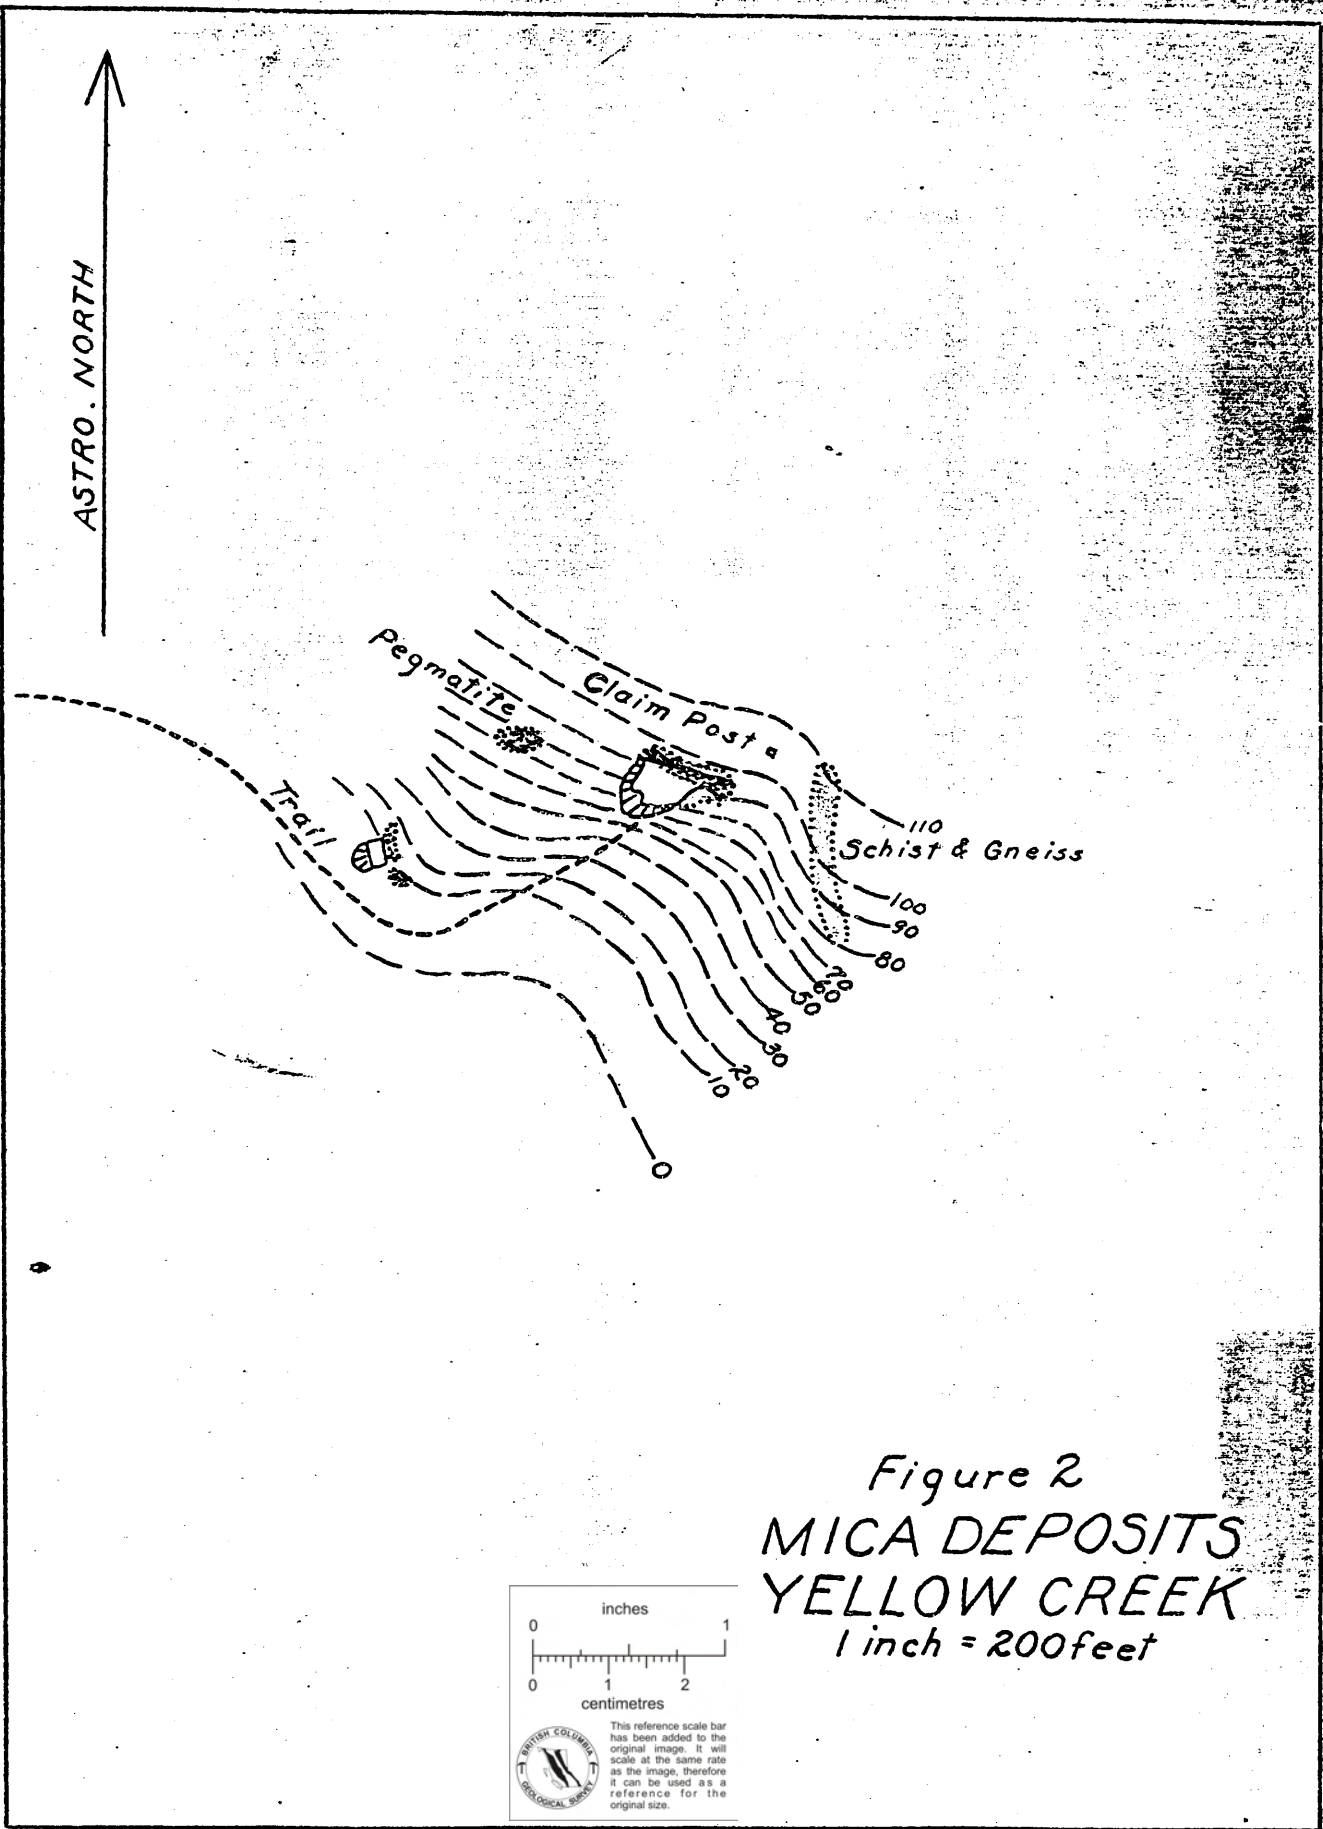 ASTRO. NORTH
Pegmatite
Claim Post
Trail
110
Schist & Gneiss
100
90
80
70
60
50
40
30
20
10
0
Figure 2
MICA DEPOSITS
YELLOW CREEK
1 inch = 200 feet
inches
0 1
0 1 2
centimetres
This reference scale bar
has been added to the
original image. It will
scale at the same rate
as the image, therefore
it can be used as a
reference for the
original size.
BRITISH COLUMBIA
GEOLOGICAL SURVEY